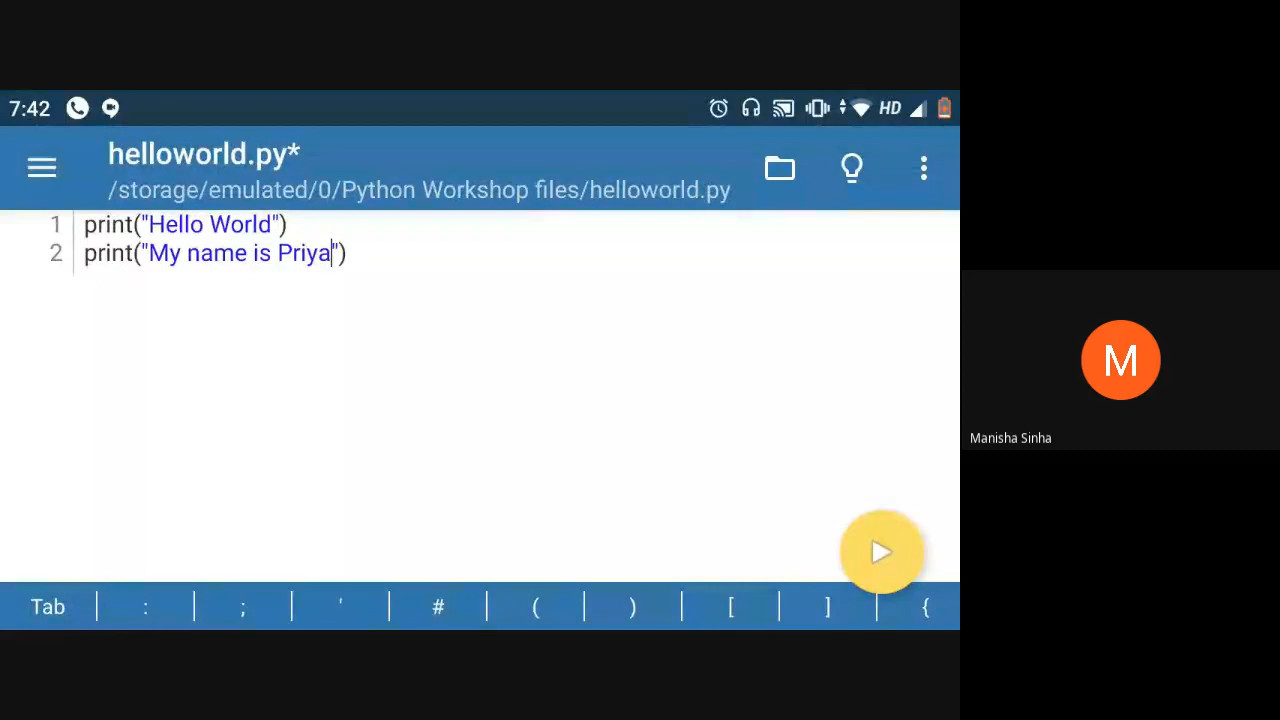 7:42 HD
helloworld.py*
/storage/emulated/0/Python Workshop files/helloworld.py
1 print("Hello World")
2 print("My name is Priya")
M
Manisha Sinha
Tab : ; ' # ( ) [ ] {